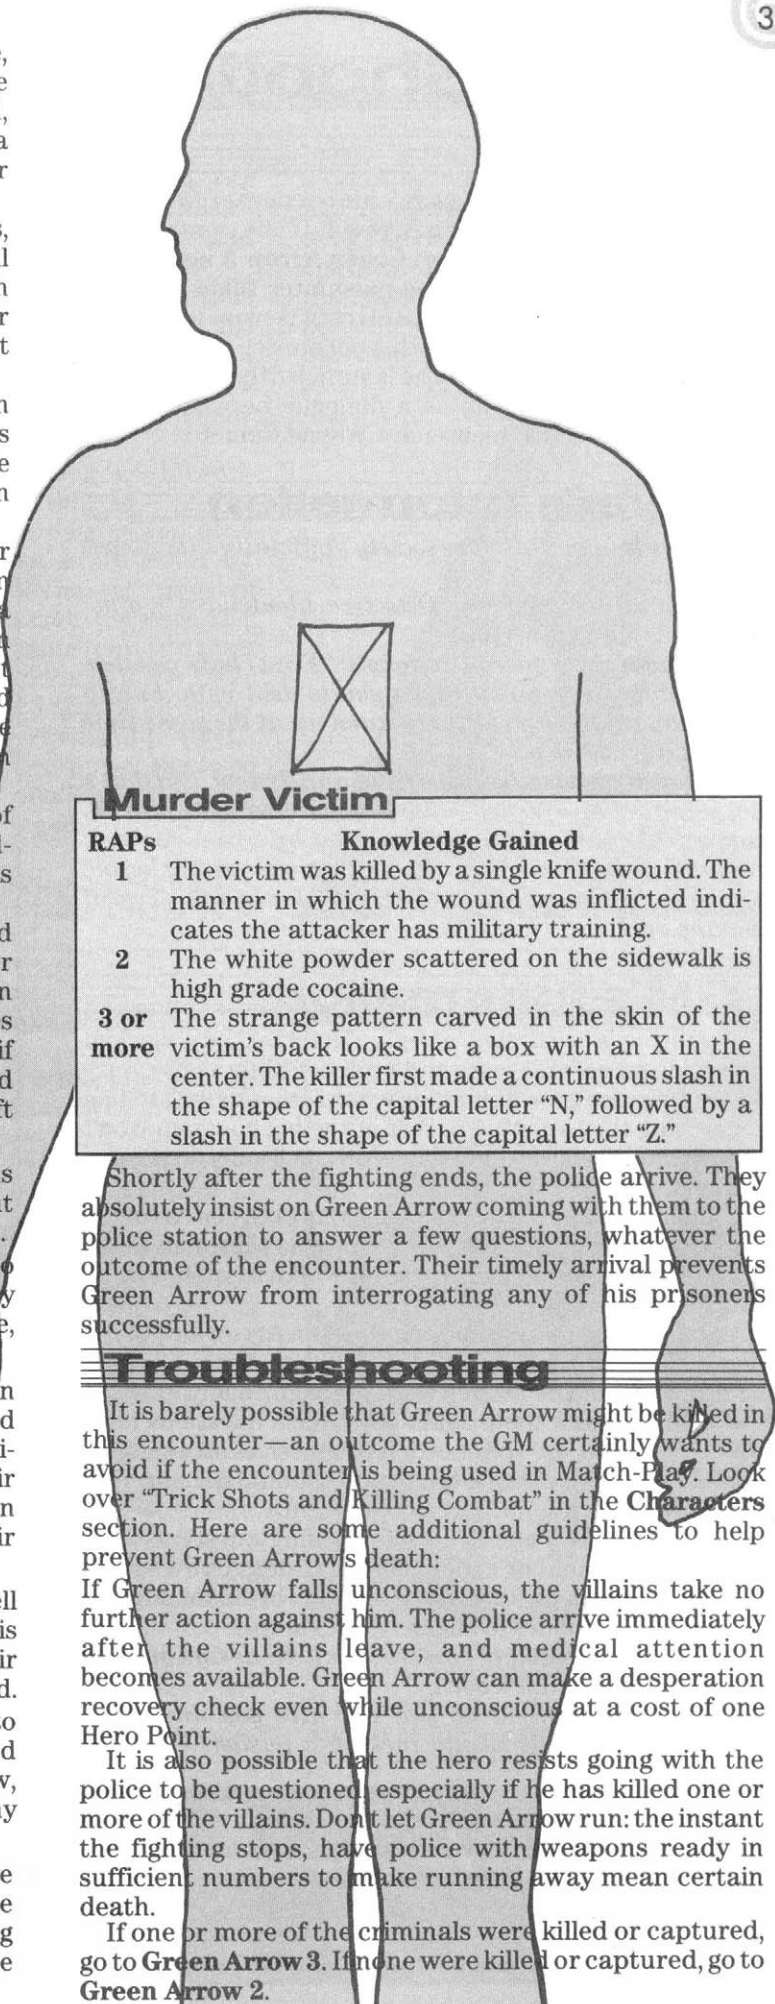 3
Murder Victim
RAPs Knowledge Gained
1 The victim was killed by a single knife wound. The
manner in which the wound was inflicted indi-
cates the attacker has military training.
2 The white powder scattered on the sidewalk is
high grade cocaine.
3 or The strange pattern carved in the skin of the
more victim's back looks like a box with an X in the
center. The killer first made a continuous slash in
the shape of the capital letter “N,” followed by a
slash in the shape of the capital letter “Z.”
Shortly after the fighting ends, the police arrive. They
absolutely insist on Green Arrow coming with them to the
police station to answer a few questions, whatever the
outcome of the encounter. Their timely arrival prevents
Green Arrow from interrogating any of his prisoners
successfully.
Troubleshooting
It is barely possible that Green Arrow might be killed in
this encounter—an outcome the GM certainly wants to
avoid if the encounter is being used in Match-Play. Look
over “Trick Shots and Killing Combat” in the Characters
section. Here are some additional guidelines to help
prevent Green Arrow's death:
If Green Arrow falls unconscious, the villains take no
further action against him. The police arrive immediately
after the villains leave, and medical attention
becomes available. Green Arrow can make a desperation
recovery check even while unconscious at a cost of one
Hero Point.
It is also possible that the hero resists going with the
police to be questioned, especially if he has killed one or
more of the villains. Don't let Green Arrow run: the instant
the fighting stops, have police with weapons ready in
sufficient numbers to make running away mean certain
death.
If one or more of the criminals were killed or captured,
go to Green Arrow 3. If none were killed or captured, go to
Green Arrow 2.